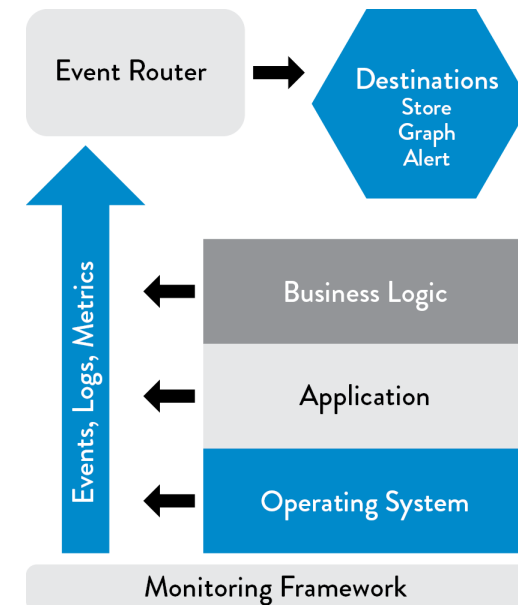 Event Router
Destinations
Store
Graph
Alert
Events, Logs, Metrics
Business Logic
Application
Operating System
Monitoring Framework